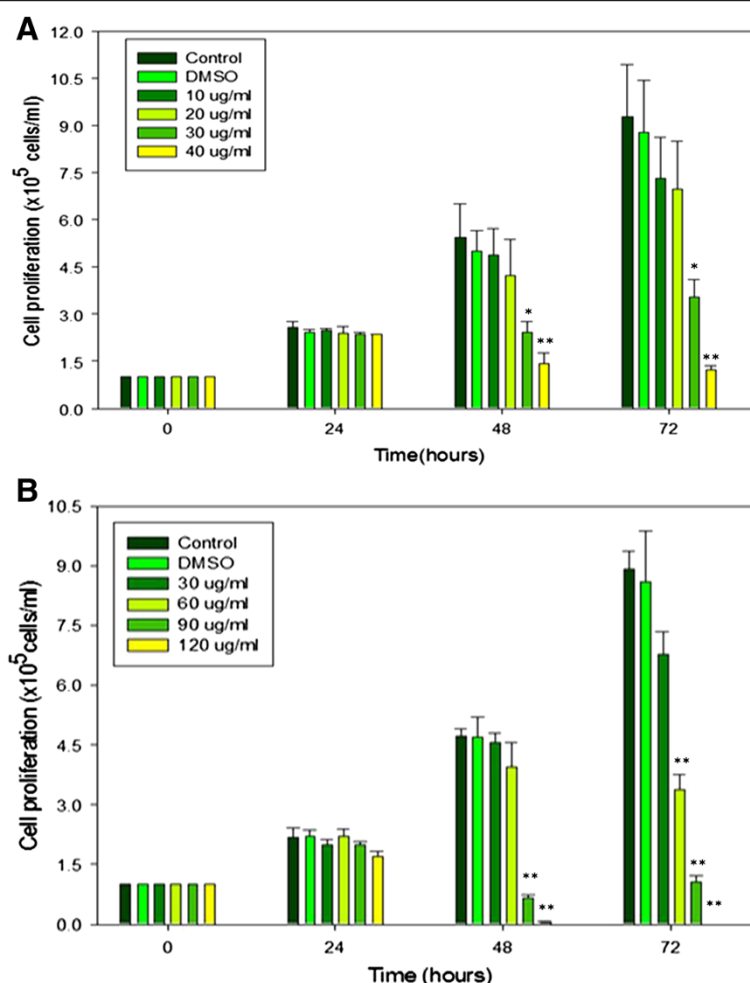 A
12.0
10.5
9.0
7.5
6.0
4.5
3.0
1.5
0.0
Cell proliferation (x10^5 cells/ml)
Control
DMSO
10 ug/ml
20 ug/ml
30 ug/ml
40 ug/ml
*
**
*
**
0 24 48 72
Time(hours)
B
10.5
9.0
7.5
6.0
4.5
3.0
1.5
0.0
Cell proliferation (x10^5cells/ml)
Control
DMSO
30 ug/ml
60 ug/ml
90 ug/ml
120 ug/ml
**
**
**
**
**
0 24 48 72
Time (hours)